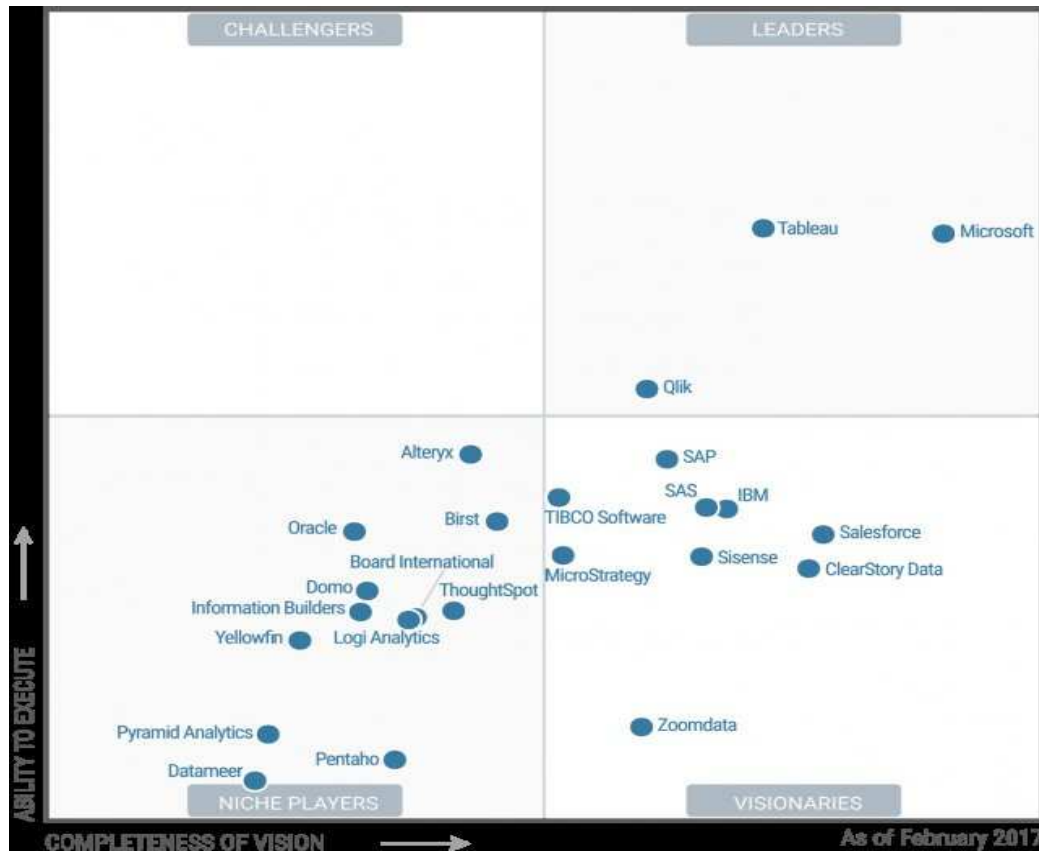 CHALLENGERS
LEADERS
Tableau
Microsoft
Qlik
Alteryx
SAP
SAS
IBM
TIBCO Software
Birst
Oracle
Salesforce
Board International
Sisense
MicroStrategy
ClearStory Data
Domo
ThoughtSpot
Information Builders
Yellowfin
Logi Analytics
Zoomdata
Pyramid Analytics
Pentaho
Datameer
NICHE PLAYERS
VISIONARIES
ABILITY TO EXECUTE
COMPLETENESS OF VISION
As of February 2017